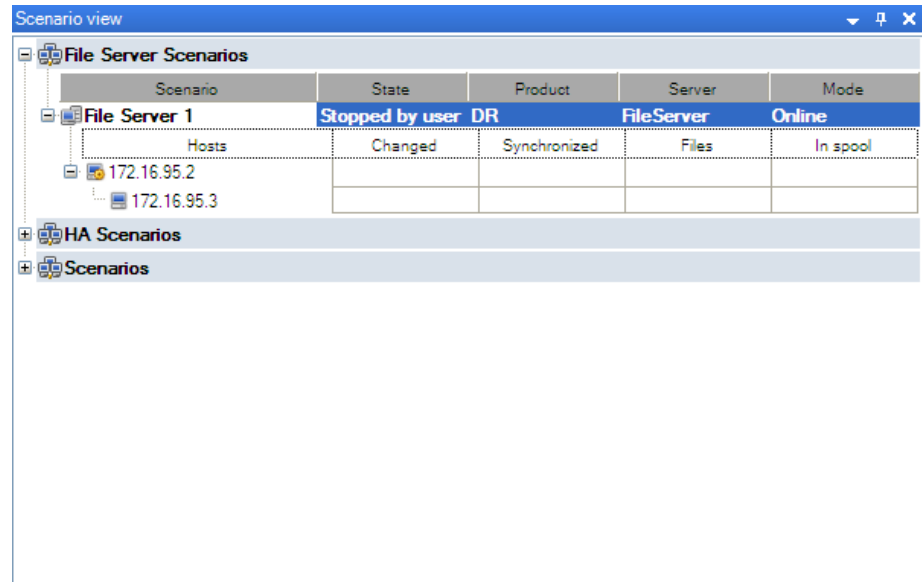 Scenario view
File Server Scenarios
Scenario State Product Server Mode
File Server 1 Stopped by user DR FileServer Online
Hosts Changed Synchronized Files In spool
172.16.95.2
172.16.95.3
HA Scenarios
Scenarios